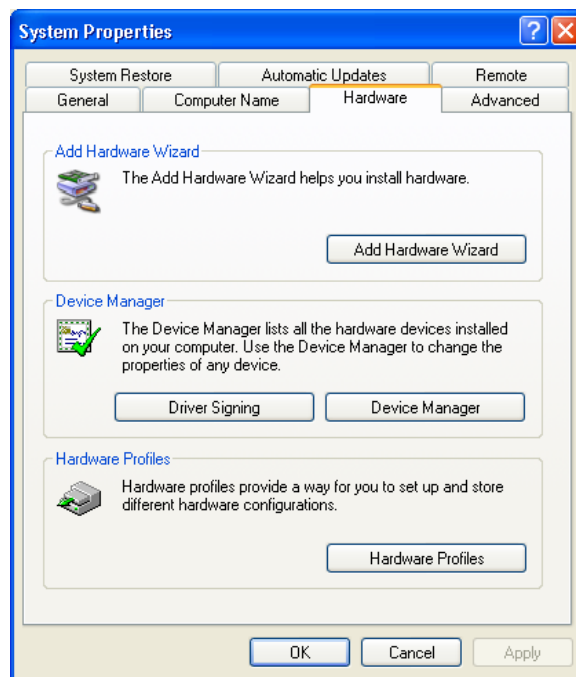 System Properties
System Restore
Automatic Updates
Remote
General
Computer Name
Hardware
Advanced
Add Hardware Wizard
The Add Hardware Wizard helps you install hardware.
Add Hardware Wizard
Device Manager
The Device Manager lists all the hardware devices installed
on your computer. Use the Device Manager to change the
properties of any device.
Driver Signing
Device Manager
Hardware Profiles
Hardware profiles provide a way for you to set up and store
different hardware configurations.
Hardware Profiles
OK
Cancel
Apply